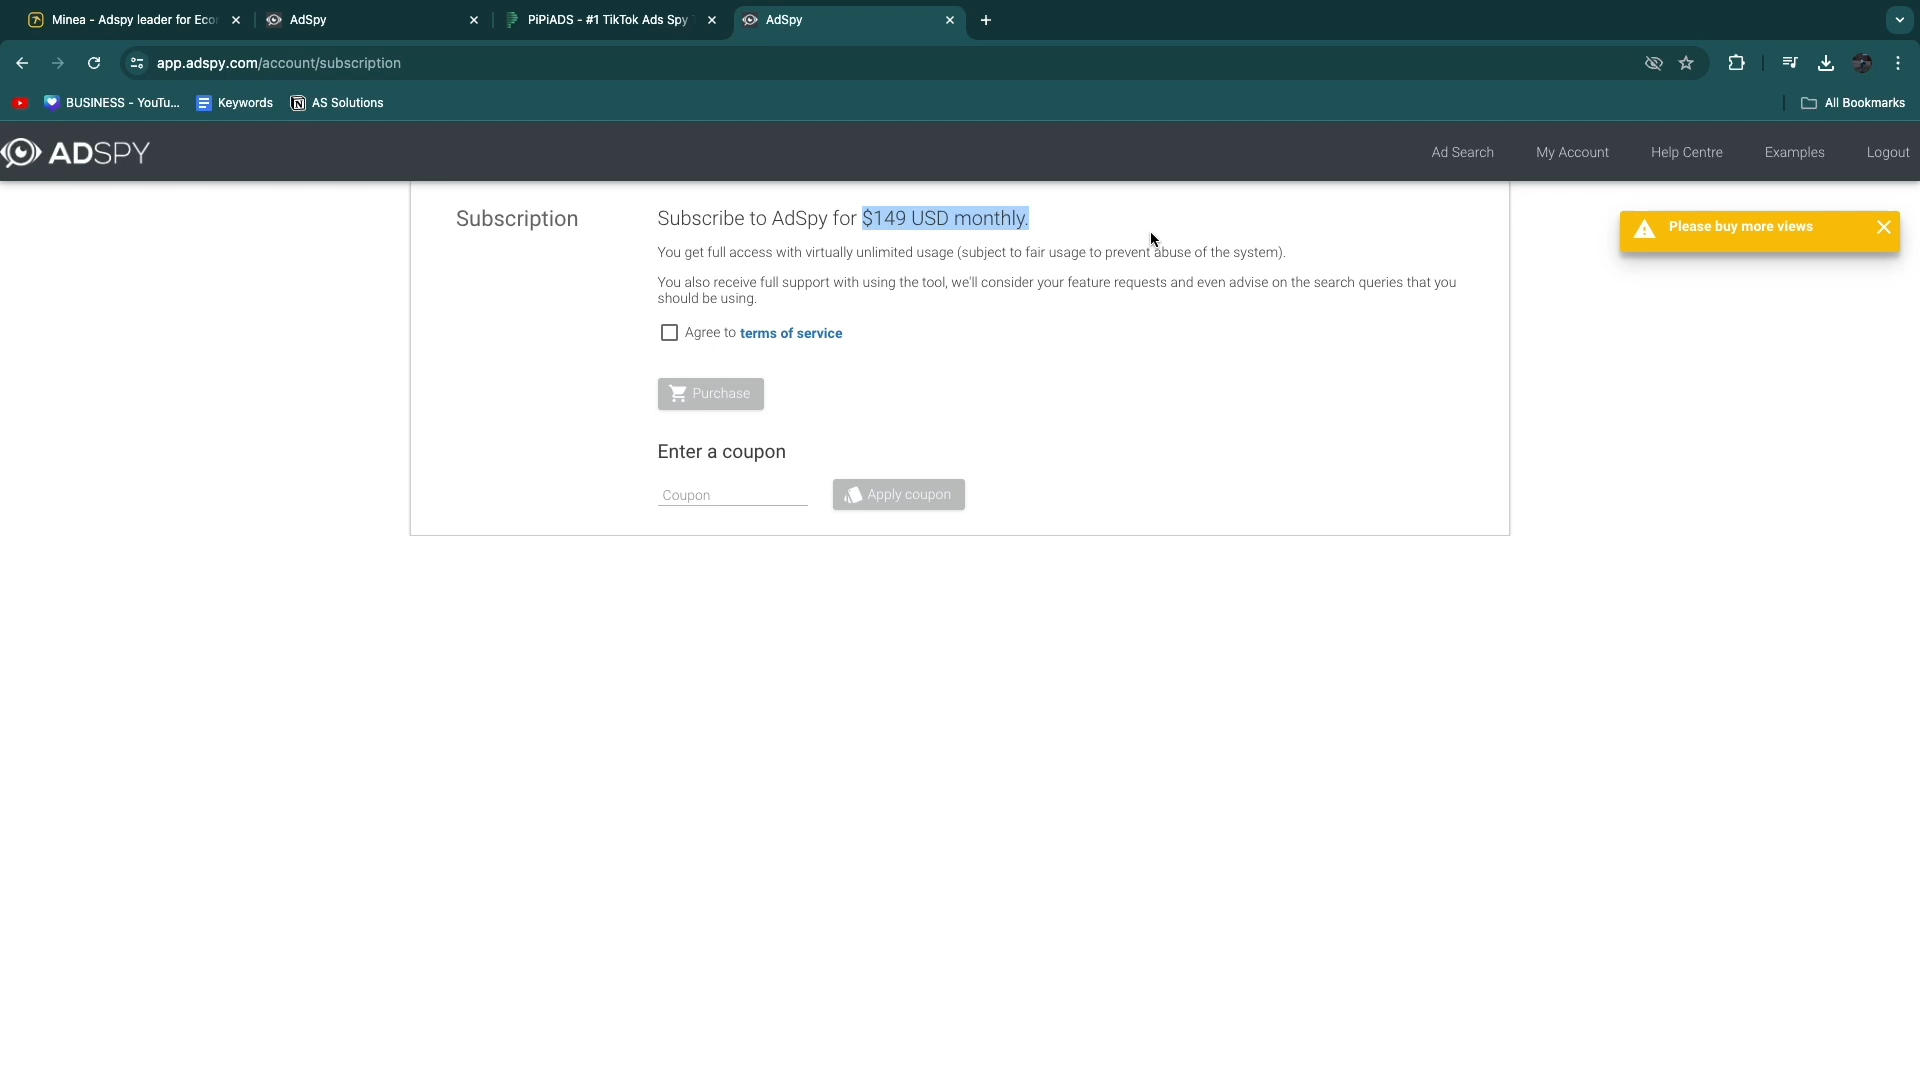 Minea - Adspy leader for Econ
AdSpy
PiPiADS - #1 TikTok Ads Spy
AdSpy
app.adspy.com/account/subscription
BUSINESS - YouTu...
Keywords
AS Solutions
All Bookmarks
ADSPY
Ad Search
My Account
Help Centre
Examples
Logout
Subscription
Subscribe to AdSpy for $149 USD monthly.
Please buy more views
You get full access with virtually unlimited usage (subject to fair usage to prevent abuse of the system).
You also receive full support with using the tool, we'll consider your feature requests and even advise on the search queries that you
should be using.
Agree to terms of service
Purchase
Enter a coupon
Coupon
Apply coupon